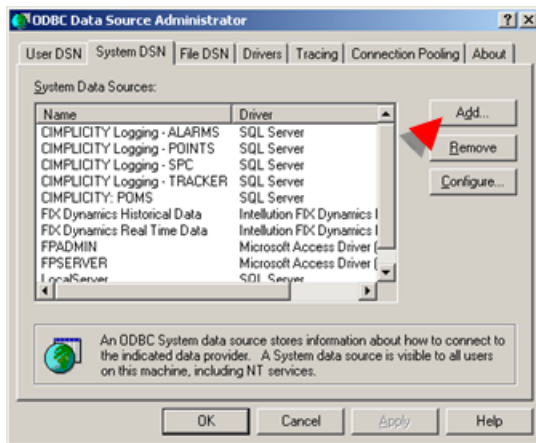 ODBC Data Source Administrator
User DSN System DSN File DSN Drivers Tracing Connection Pooling About
System Data Sources:
Name Driver
CIMPLICITY Logging - ALARMS SQL Server
CIMPLICITY Logging - POINTS SQL Server
CIMPLICITY Logging - SPC SQL Server
CIMPLICITY Logging - TRACKER SQL Server
CIMPLICITY: POMS SQL Server
FIX Dynamics Historical Data Intellution FIX Dynamics
FIX Dynamics Real Time Data Intellution FIX Dynamics
FPADMIN Microsoft Access Driver (
FPSERVER Microsoft Access Driver (
LocalServer SQL Server
Add...
Remove
Configure...
An ODBC System data source stores information about how to connect to
the indicated data provider. A System data source is visible to all users
on this machine, including NT services.
OK Cancel Apply Help